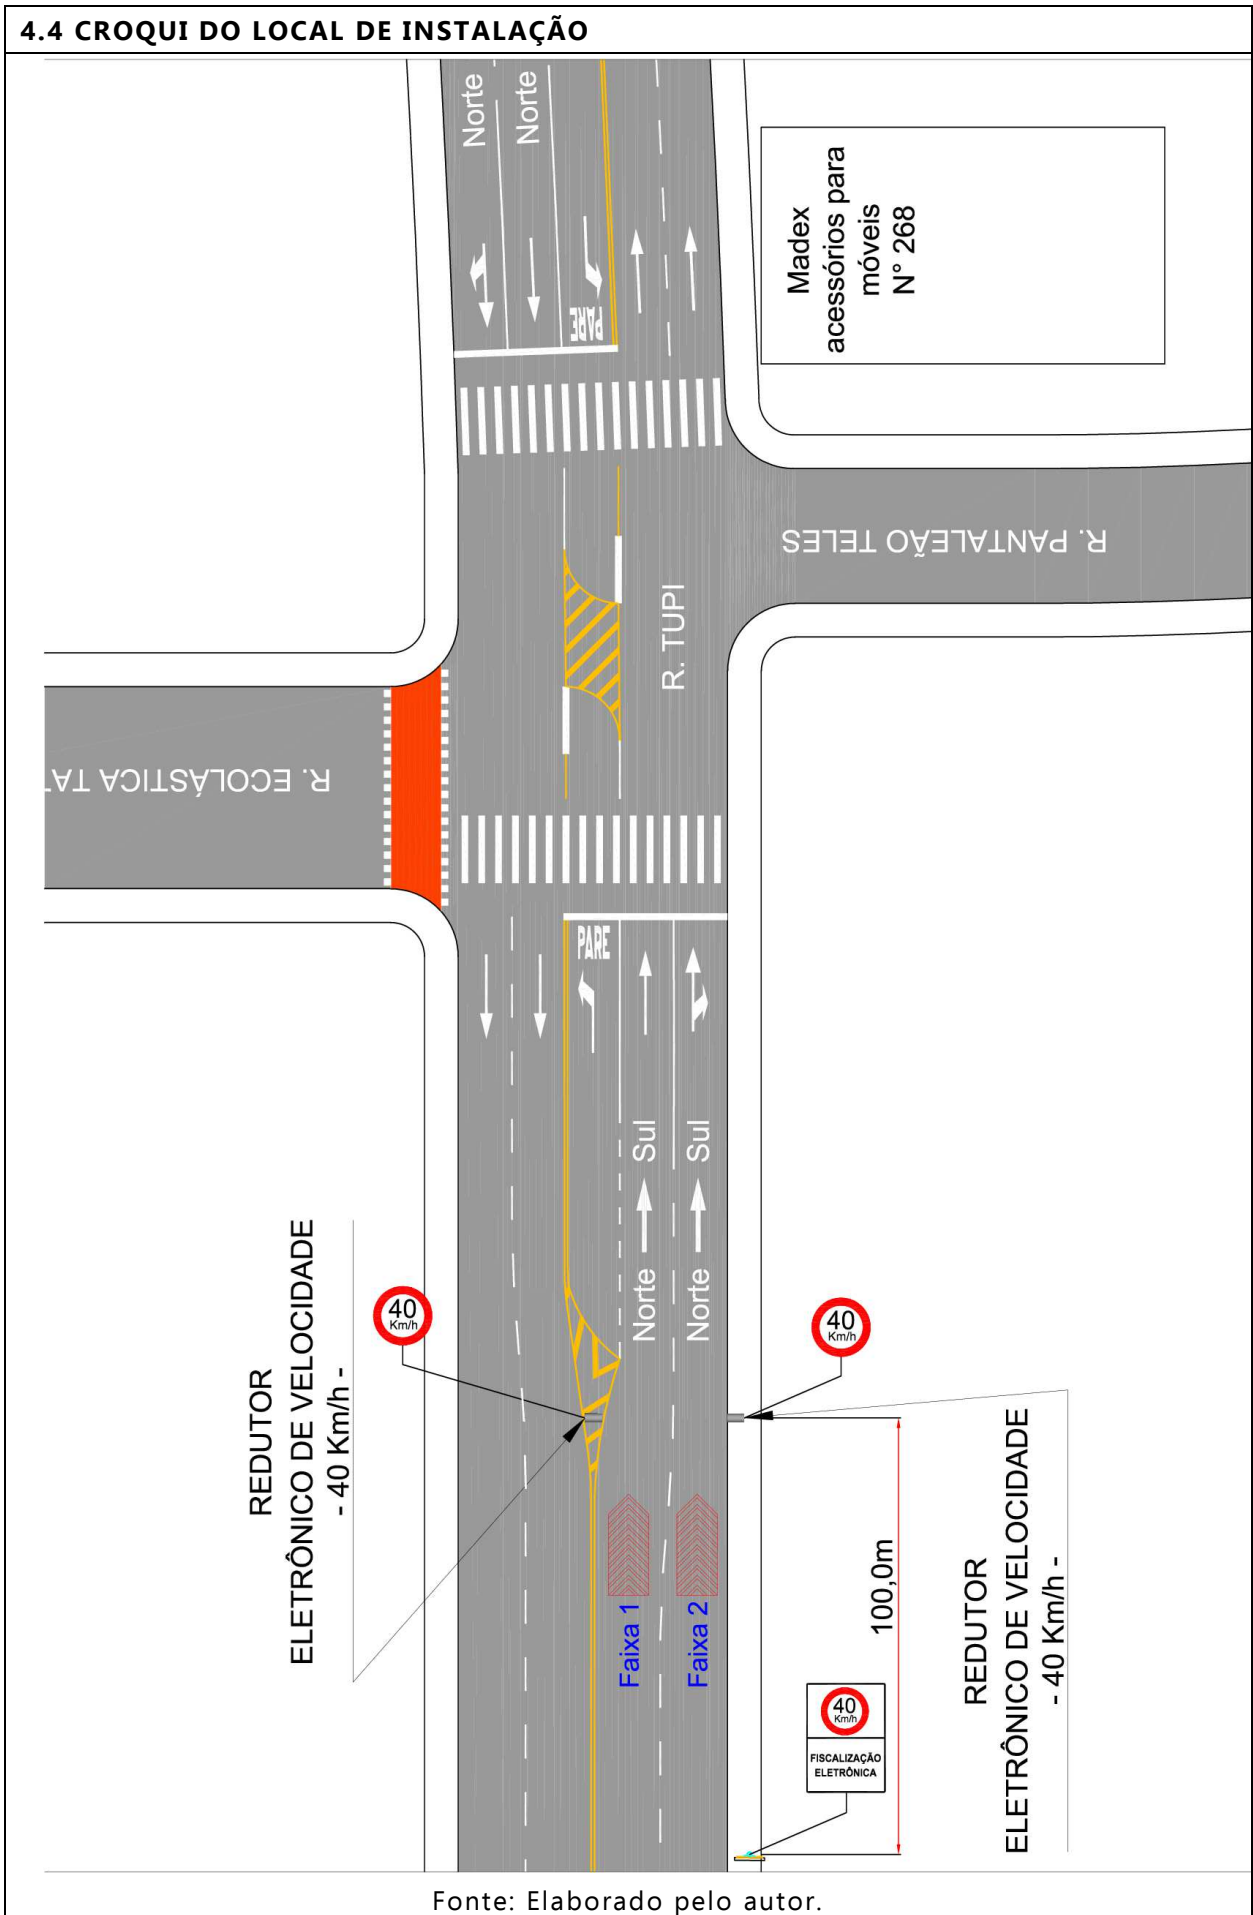 4.4 CROQUI DO LOCAL DE INSTALAÇÃO
Norte
Norte
Madex
acessórios para
móveis
N° 268
PARE
R. PANTALEÃO TELES
R. TUPI
R. ECOLÁSTICA TA
PARE
Norte
Sul
Norte
Sul
REDUTOR
ELETRÔNICO DE VELOCIDADE
- 40 Km/h -
40
Km/h
40
Km/h
Faixa 1
Faixa 2
100,0m
40
Km/h
FISCALIZAÇÃO
ELETRÔNICA
REDUTOR
ELETRÔNICO DE VELOCIDADE
- 40 Km/h -
Fonte: Elaborado pelo autor.